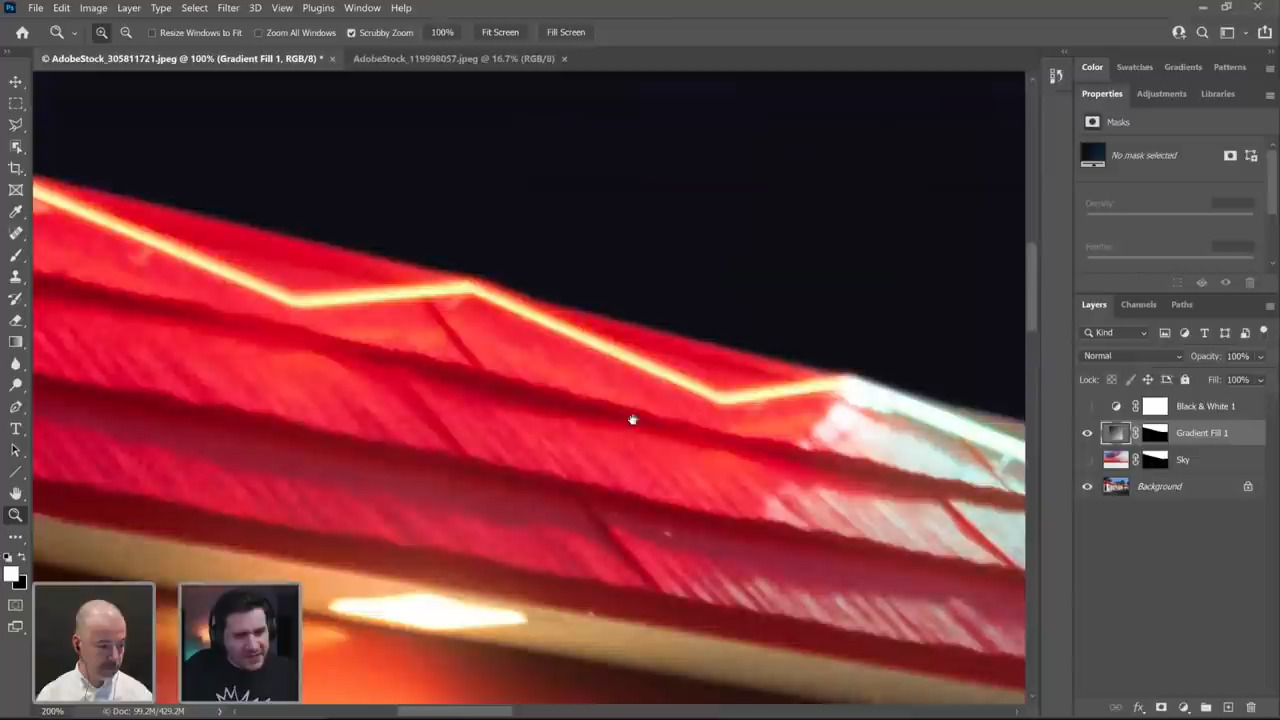 Ps File Edit Image Layer Type Select Filter 3D View Plugins Window Help
Resize Windows to Fit Zoom All Windows Scrubby Zoom 100% Fit Screen Fill Screen
© AdobeStock_305811721.jpeg @ 100% (Gradient Fill 1, RGB/8) * × AdobeStock_119998057.jpeg @ 16.7% (RGB/8) ×
Color Swatches Gradients Patterns
Properties Adjustments Libraries
Masks
No mask selected
Density:
Feather:
Layers Channels Paths
Kind
Normal Opacity: 100%
Lock: Fill: 100%
Black & White 1
Gradient Fill 1
Sky
Background
200% Doc: 99.2M/429.2M